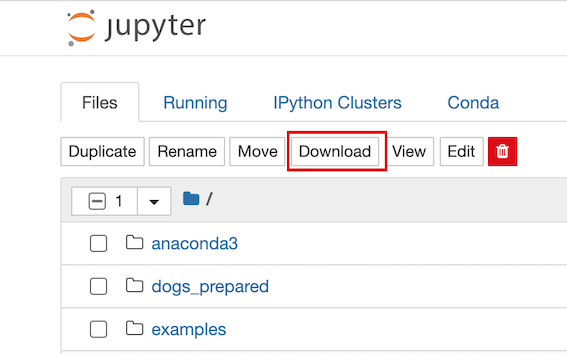 jupyter
Files Running IPython Clusters Conda
Duplicate Rename Move Download View Edit
1 /
anaconda3
dogs_prepared
examples